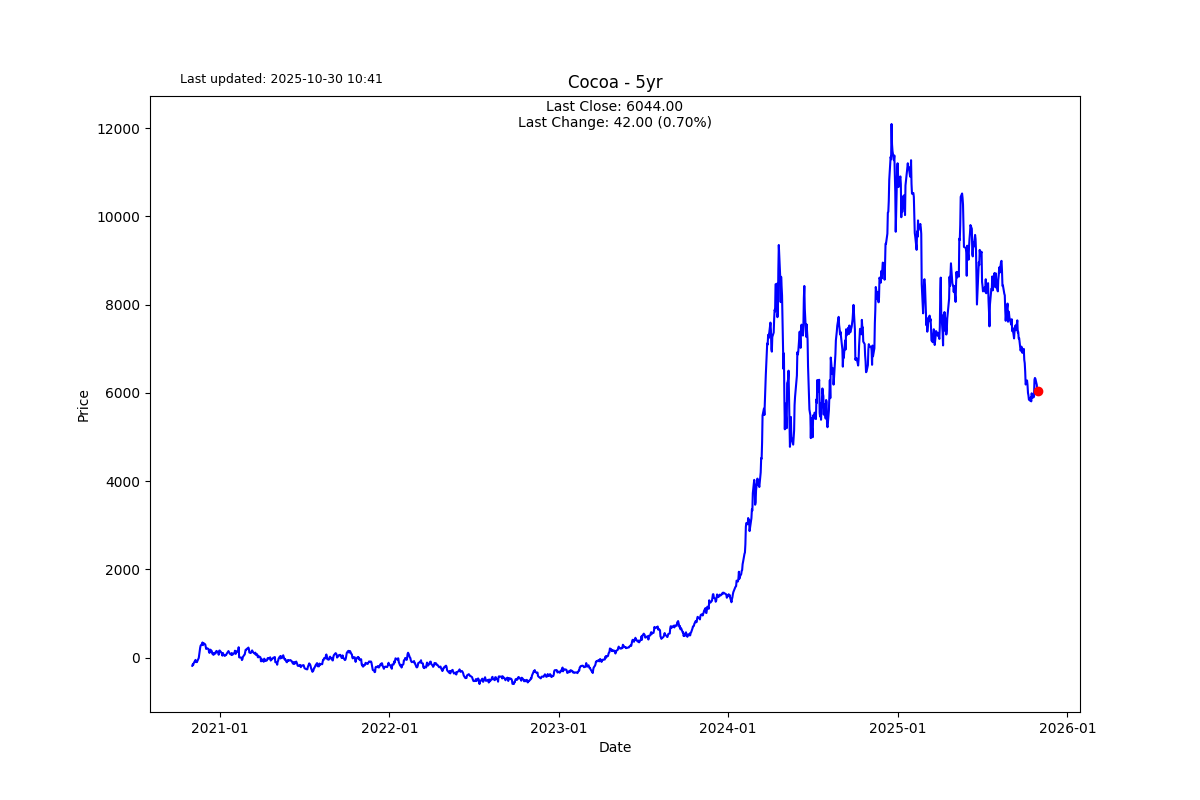 Last updated: 2025-10-30 10:41
Cocoa - 5yr
Last Close: 6044.00
Last Change: 42.00 (0.70%)
12000
10000
8000
6000
4000
2000
0
Price
2021-01
2022-01
2023-01
2024-01
2025-01
2026-01
Date